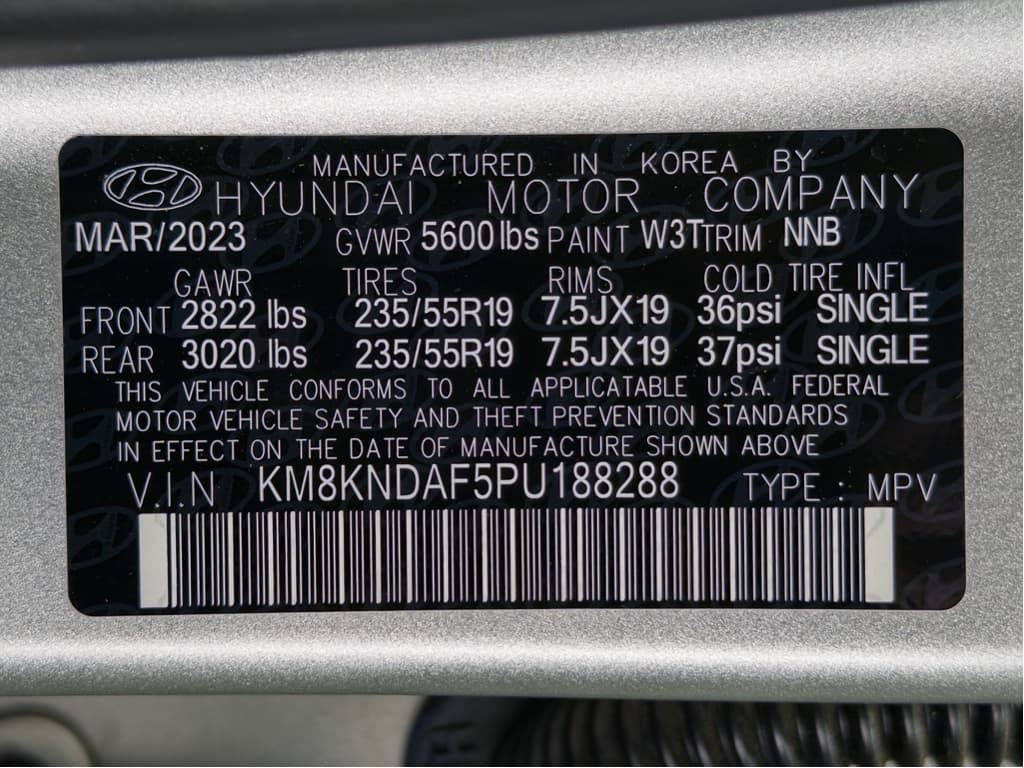 MANUFACTURED IN KOREA BY
HYUNDAI MOTOR COMPANY
MAR/2023 GVWR 5600 lbs PAINT W3T TRIM NNB
GAWR TIRES RIMS COLD TIRE INFL
FRONT 2822 lbs 235/55R19 7.5JX19 36psi SINGLE
REAR 3020 lbs 235/55R19 7.5JX19 37psi SINGLE
THIS VEHICLE CONFORMS TO ALL APPLICATABLE U.S.A. FEDERAL
MOTOR VEHICLE SAFETY AND THEFT PREVENTION STANDARDS
IN EFFECT ON THE DATE OF MANUFACTURE SHOWN ABOVE
V.I.N KM8KNDAF5PU188288 TYPE : MPV